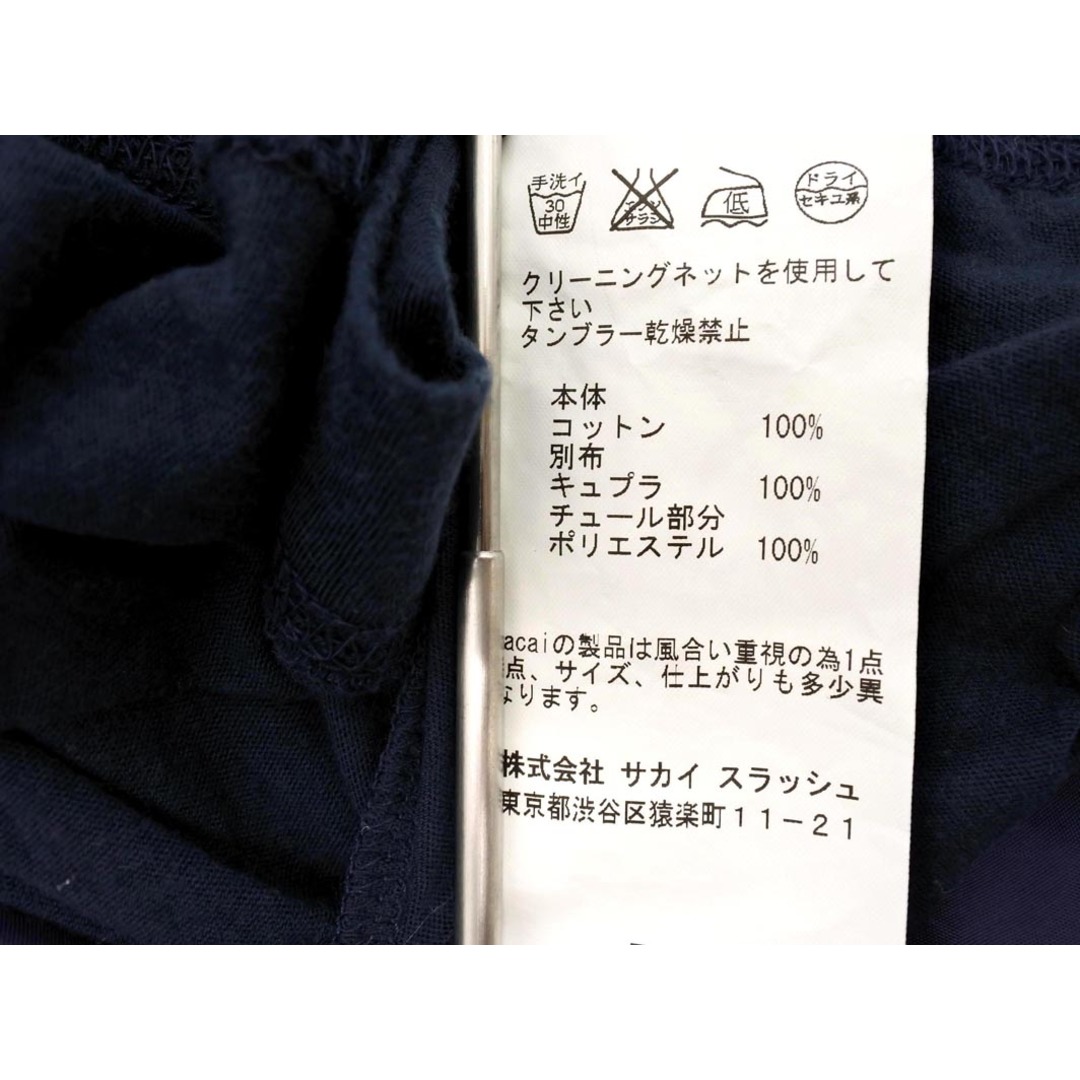 手洗イ
30
中性
エンソ
サラシ
低
ドライ
セキユ系
クリーニングネットを使用して
下さい
タンブラー乾燥禁止
本体
コットン 100%
別布
キュプラ 100%
チュール部分
ポリエステル 100%
acaiの製品は風合い重視の為1点
点、サイズ、仕上がりも多少異
なります。
株式会社 サカイ スラッシュ
東京都渋谷区猿楽町11-21